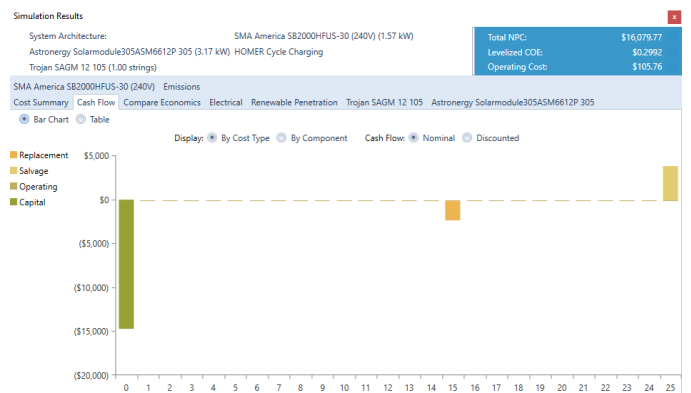 Simulation Results
x
System Architecture:
SMA America SB2000HFUS-30 (240V) (1.57 kW)
Astronergy Solarmodule305ASM6612P 305 (3.17 kW) HOMER Cycle Charging
Trojan SAGM 12 105 (1.00 strings)
Total NPC: $16,079.77
Levelized COE: $0.2992
Operating Cost: $105.76
SMA America SB2000HFUS-30 (240V) Emissions
Cost Summary Cash Flow Compare Economics Electrical Renewable Penetration Trojan SAGM 12 105 Astronergy Solarmodule305ASM6612P 305
Bar Chart Table
Display: By Cost Type By Component Cash Flow: Nominal Discounted
Replacement
Salvage
Operating
Capital
$5,000
$0
($5,000)
($10,000)
($15,000)
($20,000)
0 1 2 3 4 5 6 7 8 9 10 11 12 13 14 15 16 17 18 19 20 21 22 23 24 25